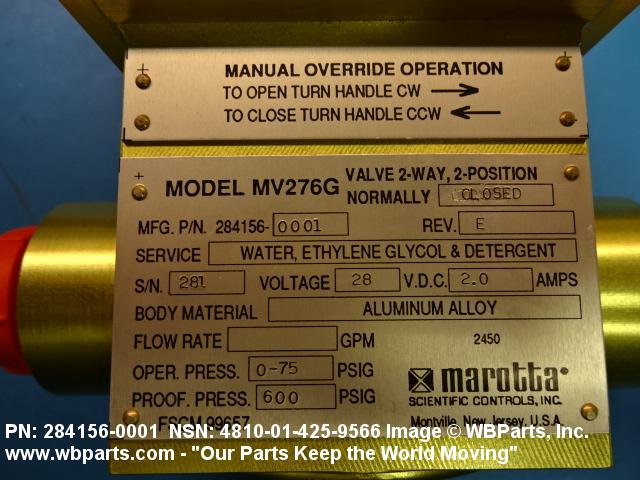 MANUAL OVERRIDE OPERATION
TO OPEN TURN HANDLE CW →
TO CLOSE TURN HANDLE CCW ←
MODEL MV276G VALVE 2-WAY, 2-POSITION
NORMALLY CLOSED
MFG. P/N. 284156-0001 REV. E
SERVICE WATER, ETHYLENE GLYCOL & DETERGENT
S/N. 281 VOLTAGE 28 V.D.C. 2.0 AMPS
BODY MATERIAL ALUMINUM ALLOY
FLOW RATE GPM 2450
OPER. PRESS. 0-75 PSIG
PROOF. PRESS. 600 PSIG
marotta
SCIENTIFIC CONTROLS, INC.
FSCM 99657 Montville, New Jersey, U.S.A.
PN: 284156-0001 NSN: 4810-01-425-9566 Image © WBParts, Inc.
www.wbparts.com - "Our Parts Keep the World Moving"